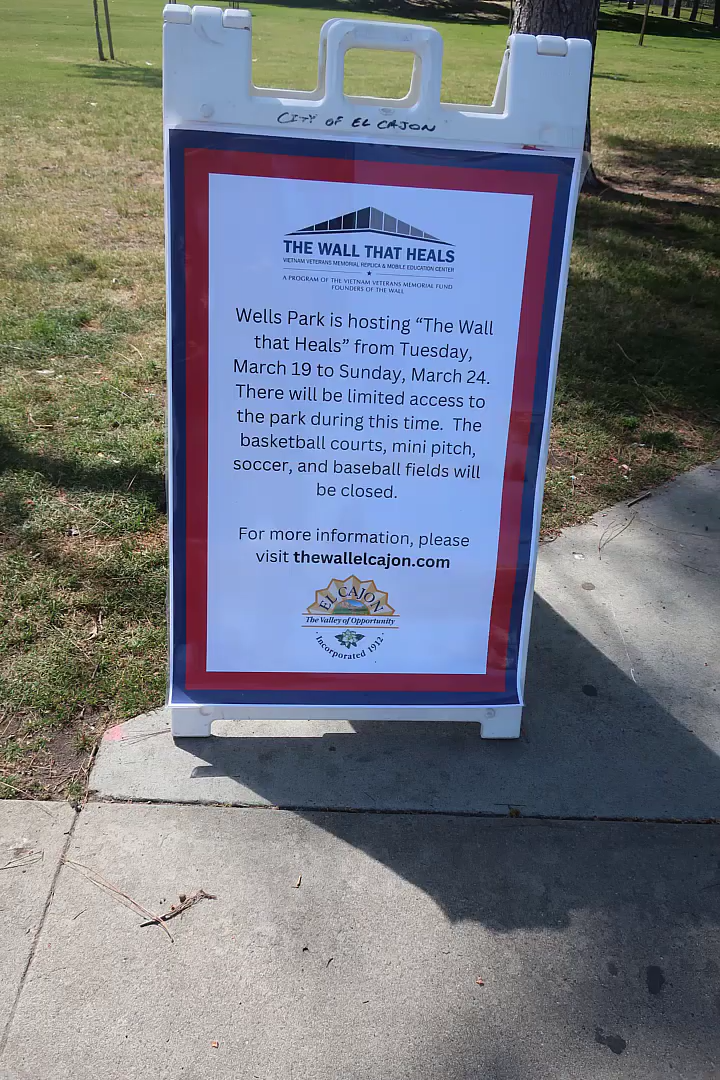 CITY OF EL CAJON
THE WALL THAT HEALS
VIETNAM VETERANS MEMORIAL REPLICA & MOBILE EDUCATION CENTER
A PROGRAM OF THE VIETNAM VETERANS MEMORIAL FUND
FOUNDERS OF THE WALL
Wells Park is hosting “The Wall
that Heals” from Tuesday,
March 19 to Sunday, March 24.
There will be limited access to
the park during this time. The
basketball courts, mini pitch,
soccer, and baseball fields will
be closed.
For more information, please
visit thewallelcajon.com
EL CAJON
The Valley of Opportunity
· Incorporated 1912 ·